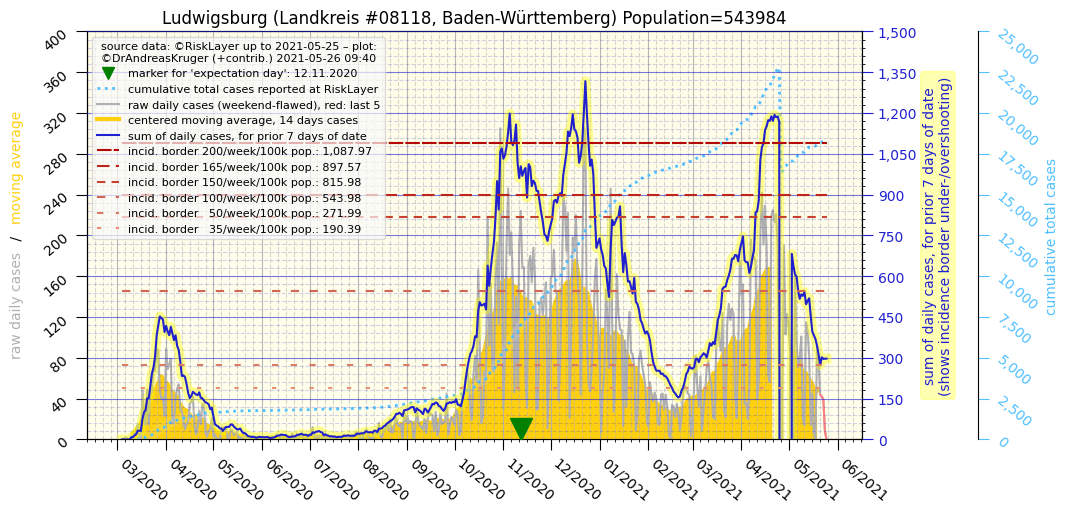 Ludwigsburg (Landkreis #08118, Baden-Württemberg) Population=543984
source data: ©RiskLayer up to 2021-05-25 – plot:
©DrAndreasKruger (+contrib.) 2021-05-26 09:40
marker for 'expectation day': 12.11.2020
cumulative total cases reported at RiskLayer
raw daily cases (weekend-flawed), red: last 5
centered moving average, 14 days cases
sum of daily cases, for prior 7 days of date
incid. border 200/week/100k pop.: 1,087.97
incid. border 165/week/100k pop.: 897.57
incid. border 150/week/100k pop.: 815.98
incid. border 100/week/100k pop.: 543.98
incid. border 50/week/100k pop.: 271.99
incid. border 35/week/100k pop.: 190.39
raw daily cases / moving average
400
360
320
280
240
200
160
120
80
40
0
03/2020
04/2020
05/2020
06/2020
07/2020
08/2020
09/2020
10/2020
11/2020
12/2020
01/2021
02/2021
03/2021
04/2021
05/2021
06/2021
1,500
1,350
1,200
1,050
900
750
600
450
300
150
0
sum of daily cases, for prior 7 days of date
(shows incidence border under-/overshooting)
25,000
22,500
20,000
17,500
15,000
12,500
10,000
7,500
5,000
2,500
0
cumulative total cases